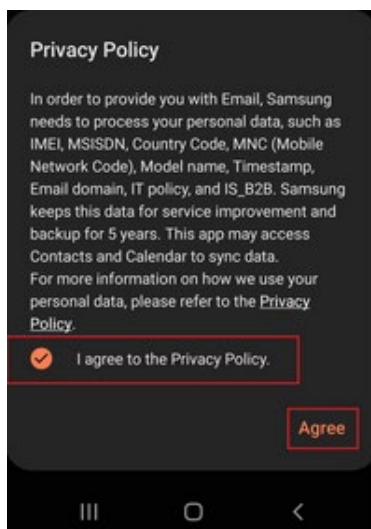 Privacy Policy
In order to provide you with Email, Samsung
needs to process your personal data, such as
IMEI, MSISDN, Country Code, MNC (Mobile
Network Code), Model name, Timestamp,
Email domain, IT policy, and IS_B2B. Samsung
keeps this data for service improvement and
backup for 5 years. This app may access
Contacts and Calendar to sync data.
For more information on how we use your
personal data, please refer to the Privacy
Policy.
I agree to the Privacy Policy.
Agree